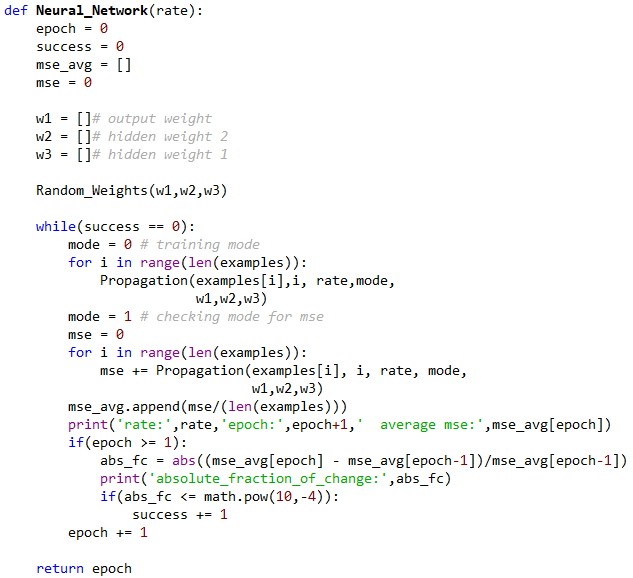 def Neural_Network(rate):
    epoch = 0
    success = 0
    mse_avg = []
    mse = 0

    w1 = []# output weight
    w2 = []# hidden weight 2
    w3 = []# hidden weight 1

    Random_Weights(w1,w2,w3)

    while(success == 0):
        mode = 0 # training mode
        for i in range(len(examples)):
            Propagation(examples[i],i, rate,mode,
                        w1,w2,w3)
        mode = 1 # checking mode for mse
        mse = 0
        for i in range(len(examples)):
            mse += Propagation(examples[i], i, rate, mode,
                               w1,w2,w3)
        mse_avg.append(mse/(len(examples)))
        print('rate:',rate,'epoch:',epoch+1,'  average mse:',mse_avg[epoch])
        if(epoch >= 1):
            abs_fc = abs((mse_avg[epoch] - mse_avg[epoch-1])/mse_avg[epoch-1])
            print('absolute_fraction_of_change:',abs_fc)
            if(abs_fc <= math.pow(10,-4)):
                success += 1
        epoch += 1

    return epoch